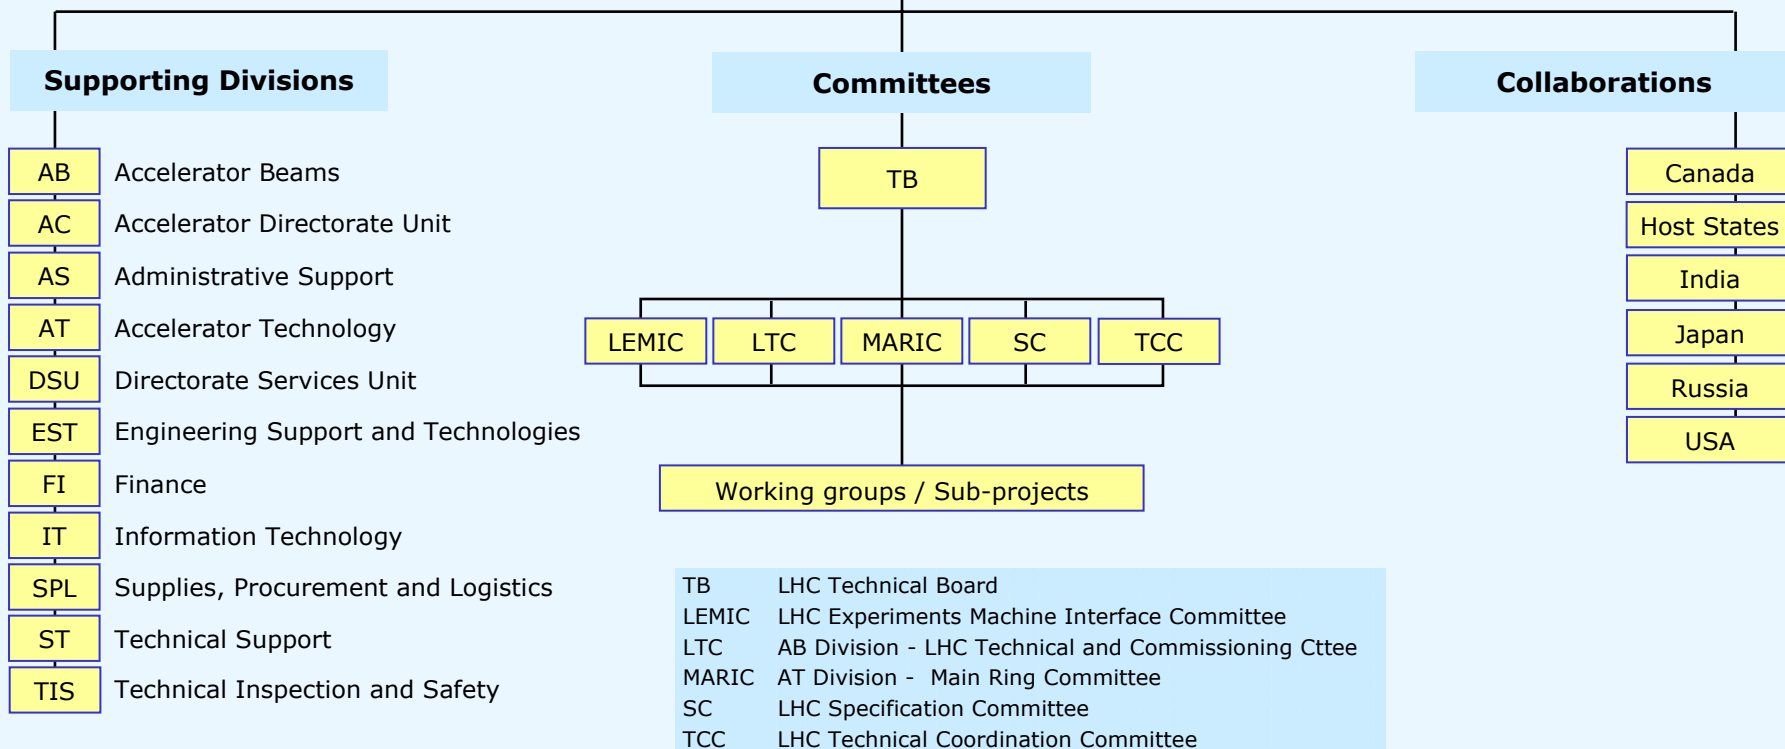 Supporting Divisions
AB Accelerator Beams
AC Accelerator Directorate Unit
AS Administrative Support
AT Accelerator Technology
DSU Directorate Services Unit
EST Engineering Support and Technologies
FI Finance
IT Information Technology
SPL Supplies, Procurement and Logistics
ST Technical Support
TIS Technical Inspection and Safety
Committees
TB
LEMIC LTC MARIC SC TCC
Working groups / Sub-projects
TB LHC Technical Board
LEMIC LHC Experiments Machine Interface Committee
LTC AB Division - LHC Technical and Commissioning Cttee
MARIC AT Division - Main Ring Committee
SC LHC Specification Committee
TCC LHC Technical Coordination Committee
Collaborations
Canada
Host States
India
Japan
Russia
USA